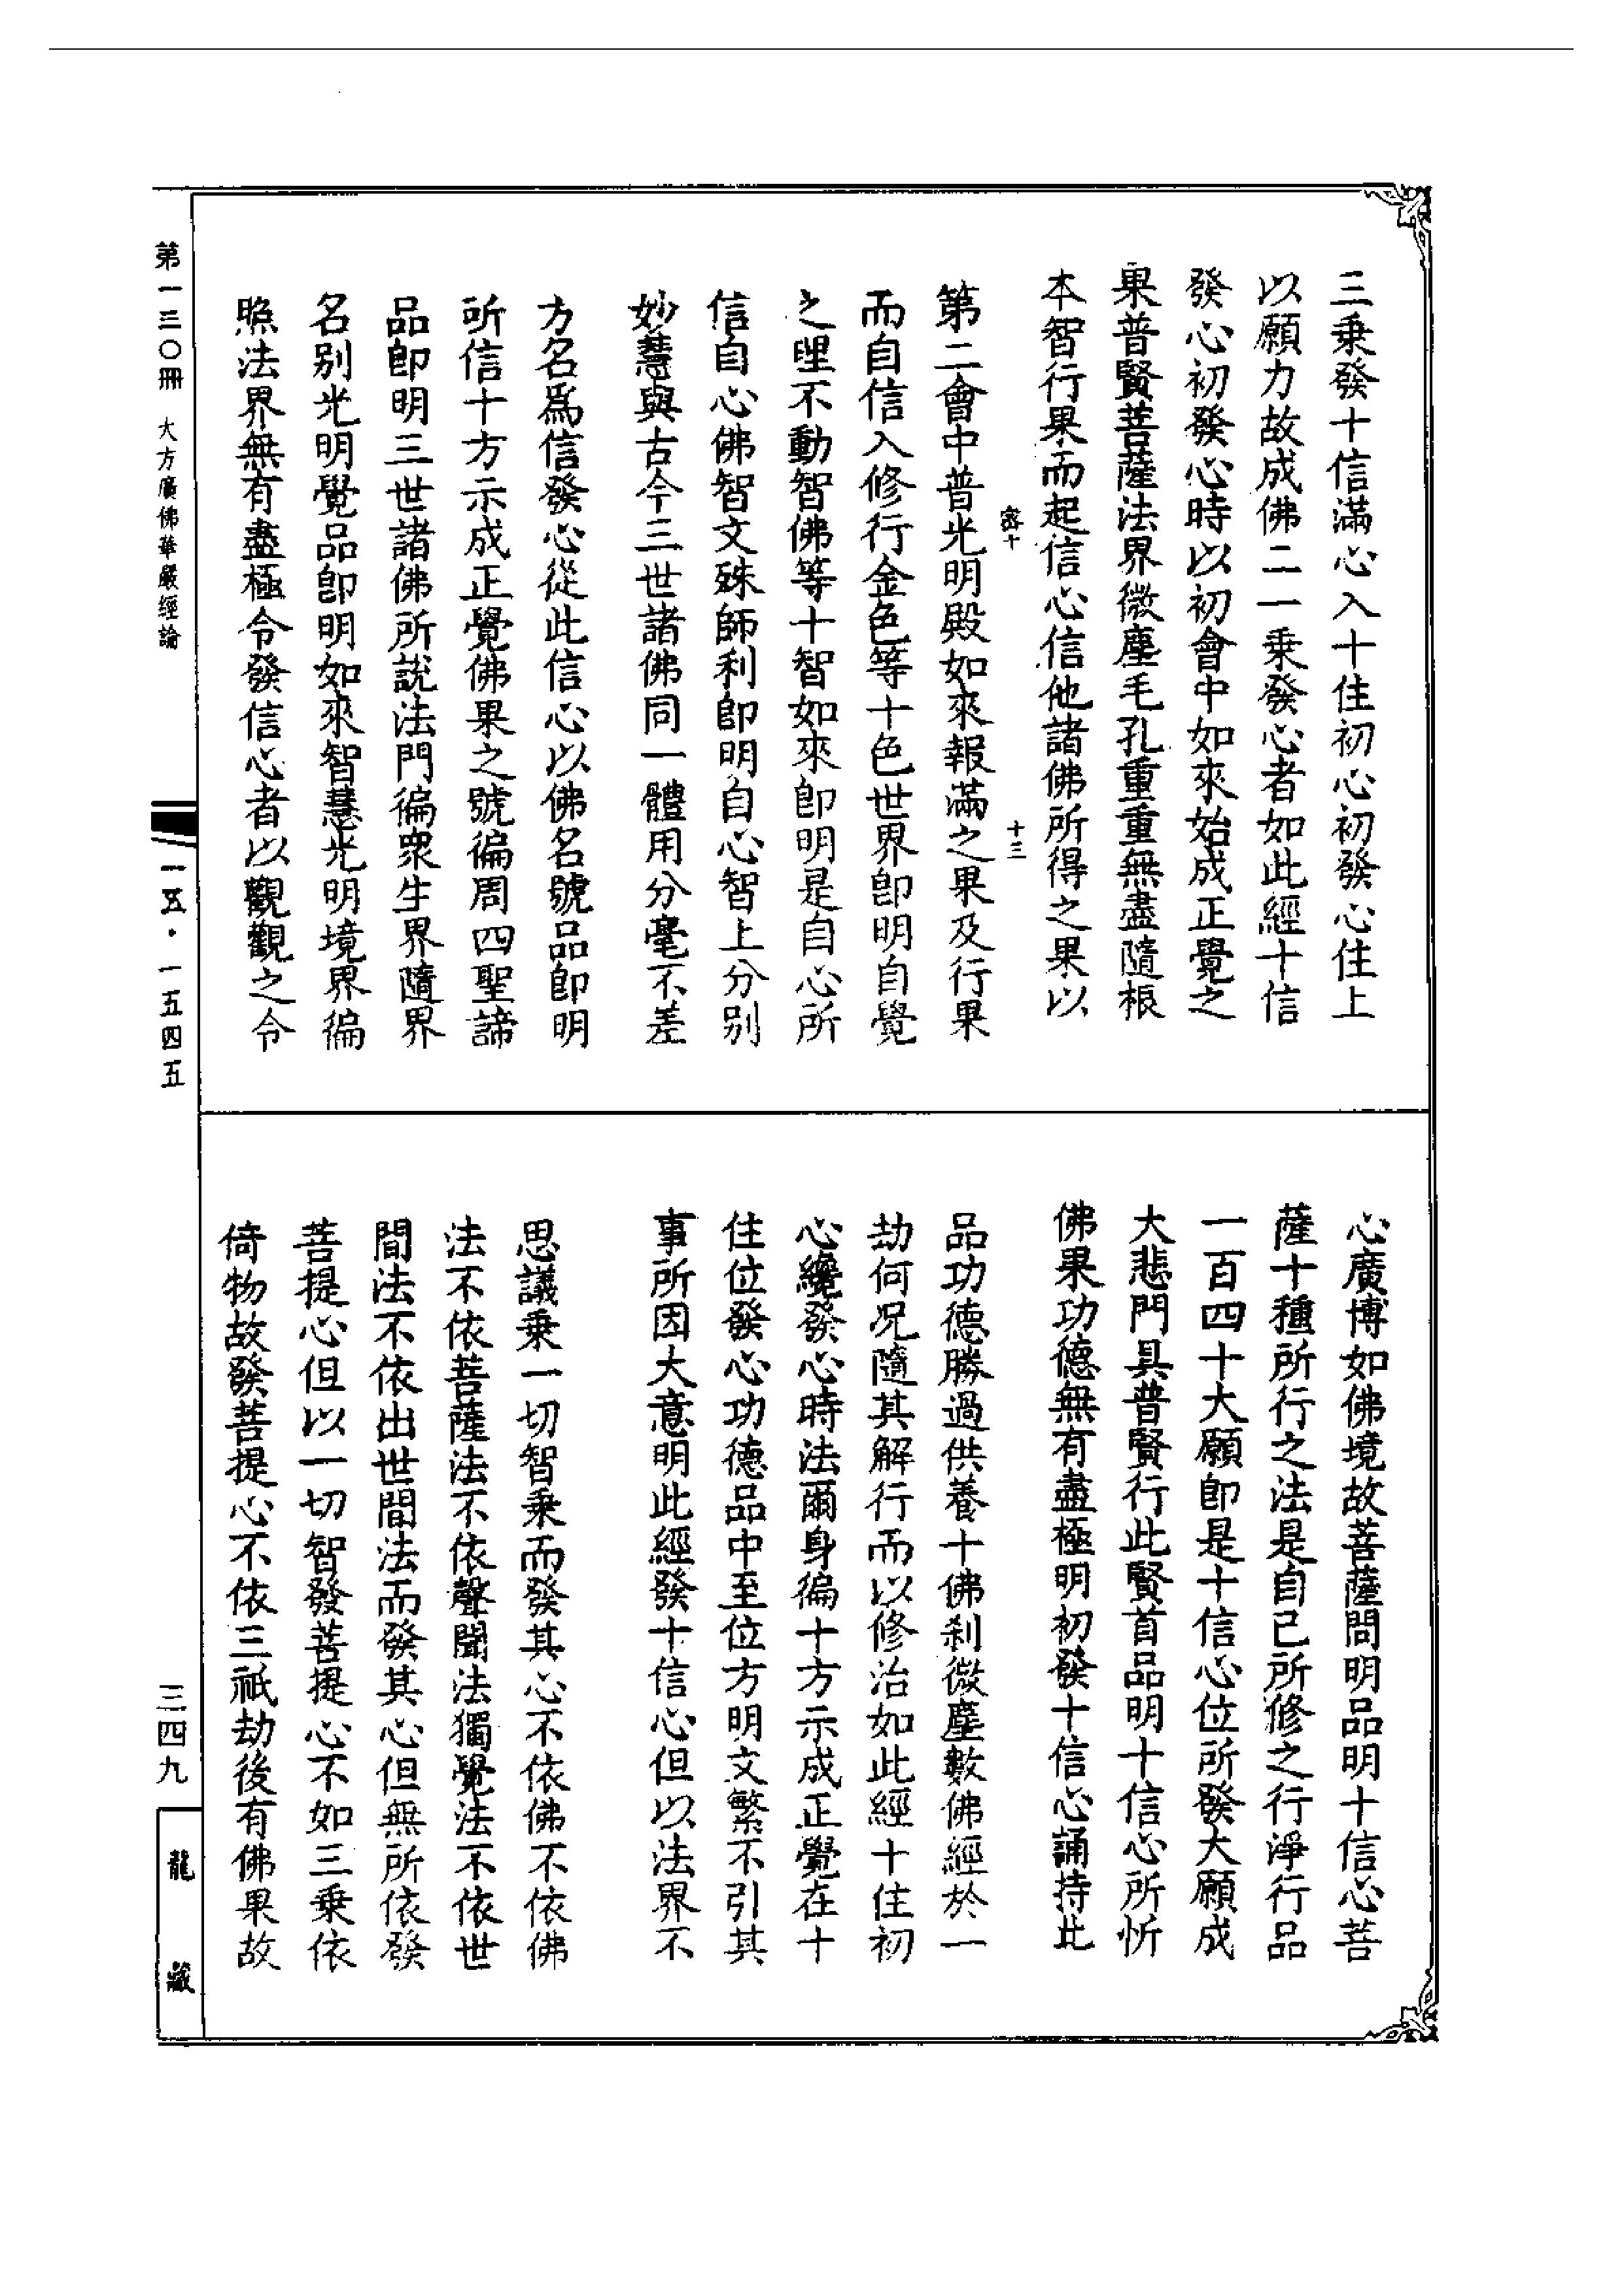 三乗發十信滿心入十住初心初發心住上
以願力故成佛二一乗發心者如此經十信
發心初發心時以初會中如來始成正覺之
果普賢菩薩法界微塵毛孔重重無盡隨根
本智行果而起信心信他諸佛所得之果以
十三
第二會中普光明殿如來報滿之果及行果
而自信入修行金色等十色世界即明自覺
之理不動智佛等十智如來即明是自心所
信自心佛智文殊師利即明自心智上分別
妙慧與古今三世諸佛同一體用分毫不差
方名爲信發心從此信心以佛名號品即明
所信十方示成正覺佛果之號徧周四聖諦
品即明三世諸佛所說法門徧衆生界隨界
名別光明覺品即明如來智慧光明境界徧
照法界無有盡極令發信心者以觀觀之令
心廣博如佛境故菩薩問明品明十信心菩
薩十種所行之法是自己所修之行淨行品
一百四十大願即是十信心位所發大願成
大悲門具普賢行此賢首品明十信心所忻
佛果功德無有盡極明初發十信心誦持此
品功德勝過供養十佛剎微塵數佛經於一
劫何況隨其解行而以修治如此經十住初
心纔發心時法爾身徧十方示成正覺在十
住位發心功德品中至位方明文繁不引其
事所因大意明此經發十信心但以法界不
思議乗一切智乗而發其心不依佛不依佛
法不依菩薩法不依聲聞法獨覺法不依世
間法不依出世間法而發其心但無所依發
菩提心但以一切智發菩提心不如三乗依
倚物故發菩提心不依三祇劫後有佛果故
第一三〇冊 大方廣佛華嚴經論
一五·一五四五
三四九
龍藏